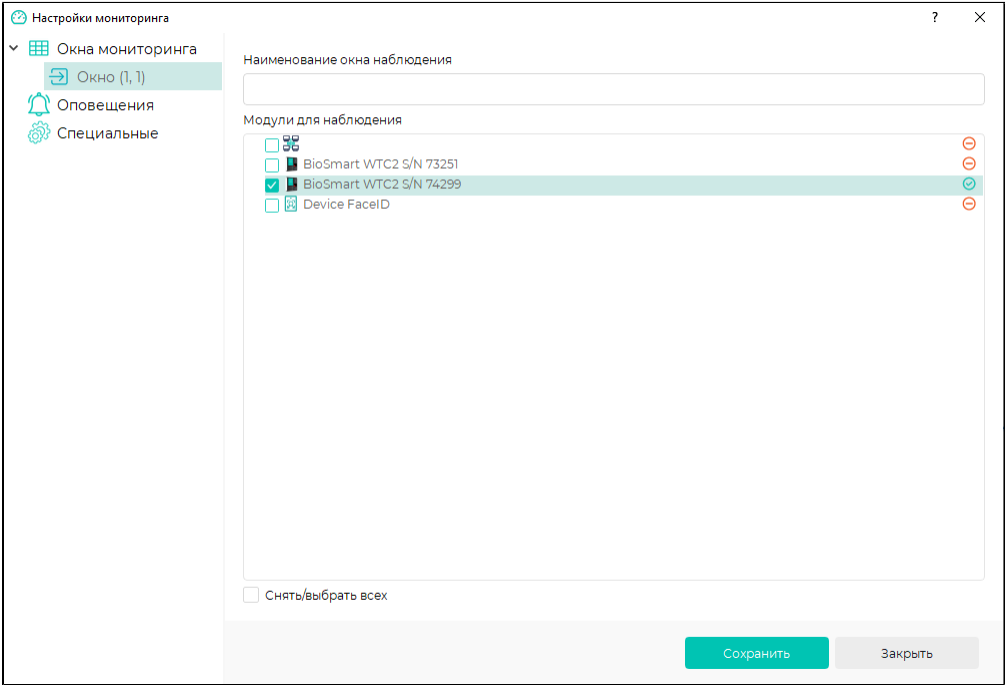 Настройки мониторинга
?
Окна мониторинга
Окно (1, 1)
Оповещения
Специальные
Наименование окна наблюдения
Модули для наблюдения
BioSmart WTC2 S/N 73251
BioSmart WTC2 S/N 74299
Device FaceID
Снять/выбрать всех
Сохранить
Закрыть